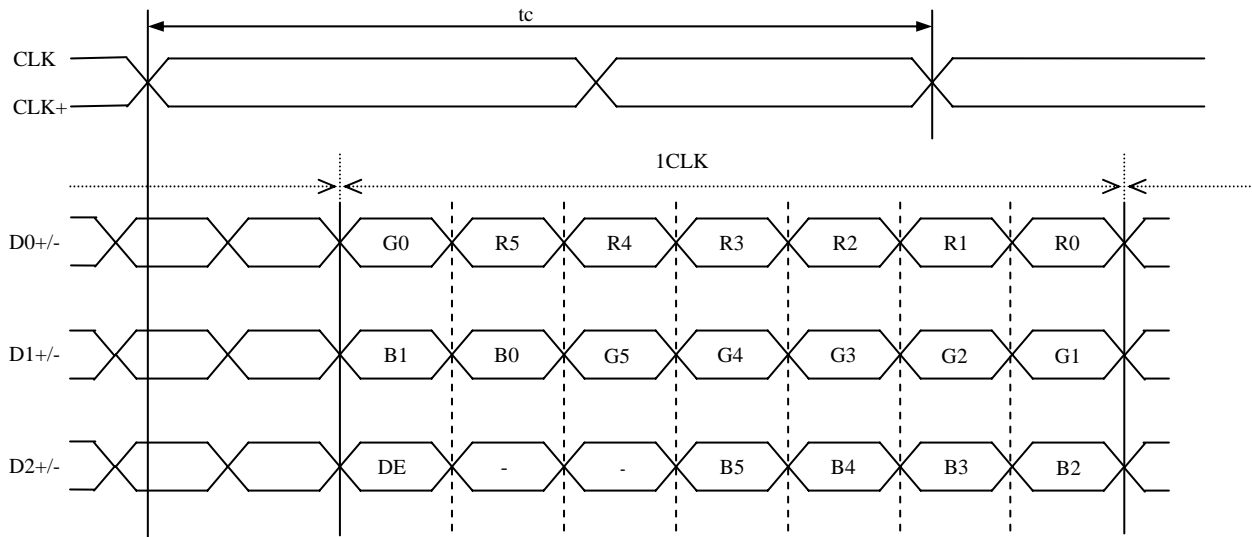 tc
CLK
CLK+
1CLK
D0+/- G0 R5 R4 R3 R2 R1 R0
D1+/- B1 B0 G5 G4 G3 G2 G1
D2+/- DE - - B5 B4 B3 B2